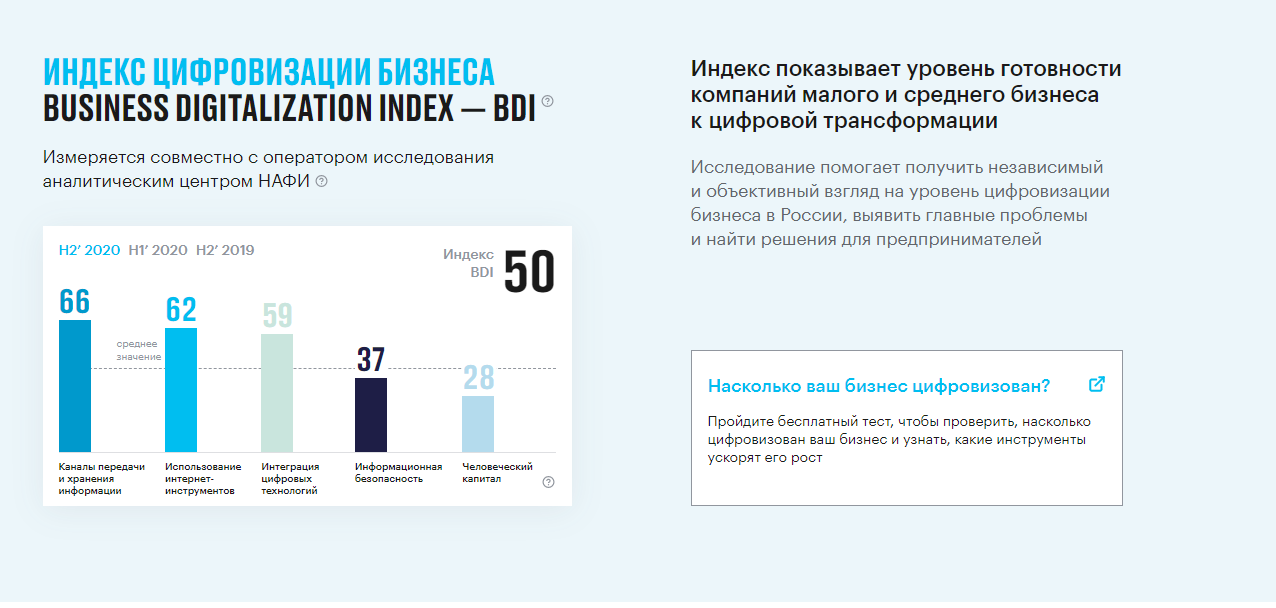 ИНДЕКС ЦИФРОВИЗАЦИИ БИЗНЕСА
BUSINESS DIGITALIZATION INDEX — BDI ?
Измеряется совместно с оператором исследования
аналитическим центром НАФИ ?
H2’ 2020 H1’ 2020 H2’ 2019
Индекс
BDI
50
66
62
59
37
28
среднее
значение
Каналы передачи
и хранения
информации
Использование
интернет-
инструментов
Интеграция
цифровых
технологий
Информационная
безопасность
Человеческий
капитал
?
Индекс показывает уровень готовности
компаний малого и среднего бизнеса
к цифровой трансформации
Исследование помогает получить независимый
и объективный взгляд на уровень цифровизации
бизнеса в России, выявить главные проблемы
и найти решения для предпринимателей
Насколько ваш бизнес цифровизован?
Пройдите бесплатный тест, чтобы проверить, насколько
цифровизован ваш бизнес и узнать, какие инструменты
ускорят его рост